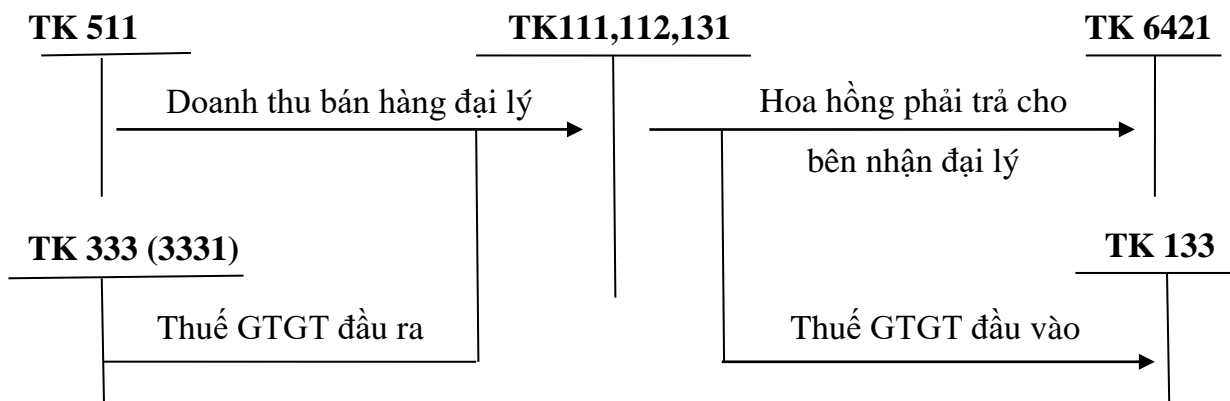 TK 511
TK111,112,131
TK 6421
Doanh thu bán hàng đại lý
Hoa hồng phải trả cho
bên nhận đại lý
TK 333 (3331)
TK 133
Thuế GTGT đầu ra
Thuế GTGT đầu vào